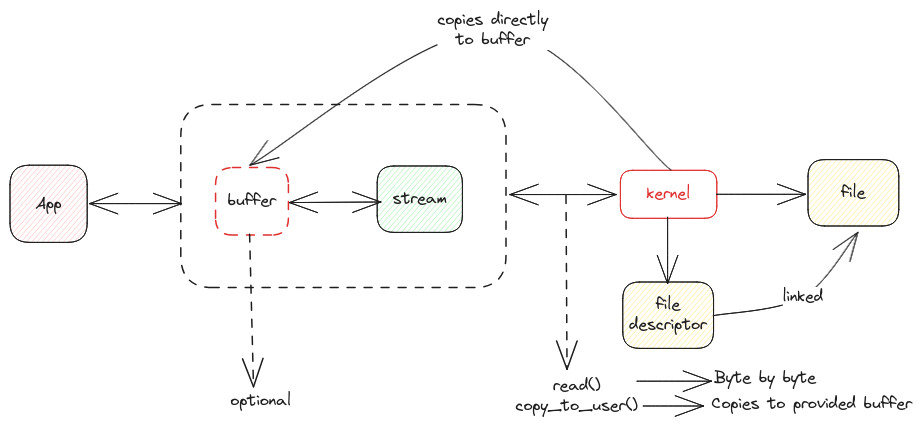 copies directly
to buffer
App
buffer
stream
kernel
file
file
descriptor
linked
optional
read()
Byte by byte
copy_to_user()
Copies to provided buffer